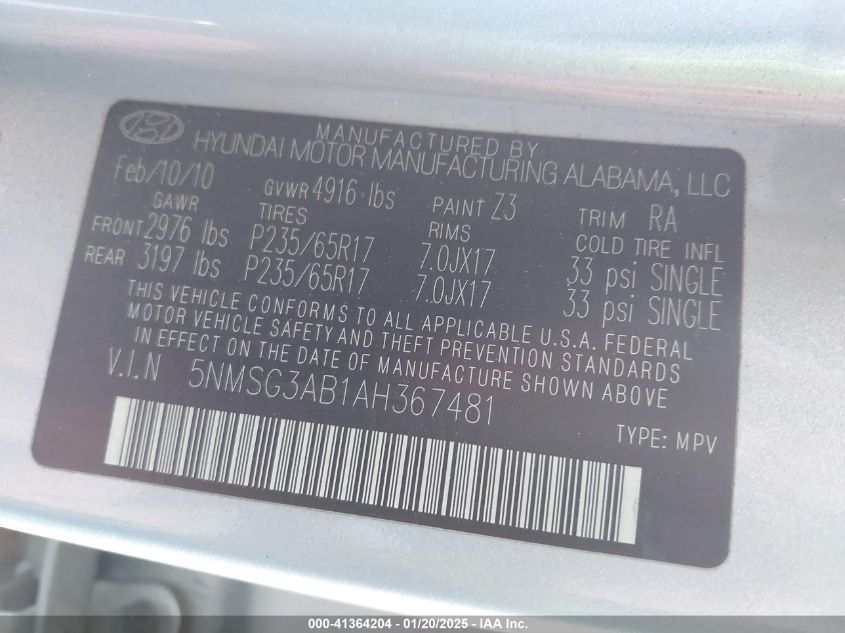 MANUFACTURED BY
HYUNDAI MOTOR MANUFACTURING ALABAMA, LLC
Feb/10/10 GVWR 4916 lbs PAINT Z3 TRIM RA
GAWR TIRES RIMS COLD TIRE INFL
FRONT 2976 lbs P235/65R17 7.0JX17 33 psi SINGLE
REAR 3197 lbs P235/65R17 7.0JX17 33 psi SINGLE
THIS VEHICLE CONFORMS TO ALL APPLICABLE U.S.A. FEDERAL
MOTOR VEHICLE SAFETY AND THEFT PREVENTION STANDARDS
IN EFFECT ON THE DATE OF MANUFACTURE SHOWN ABOVE
V.I.N 5NMSG3AB1AH367481
TYPE: MPV
000-41364204 - 01/20/2025 - IAA Inc.